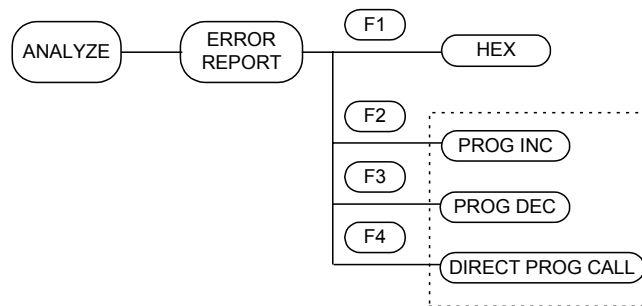 ANALYZE
ERROR
REPORT
F1
HEX
F2
PROG INC
F3
PROG DEC
F4
DIRECT PROG CALL